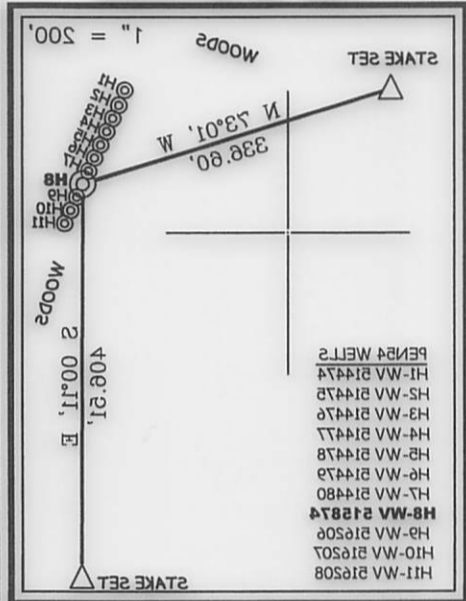 1" = 200'
WOODS
STAKE SET
H1
H2
H3
H4
H5
H6
H7
H8
H9
H10
H11
N 73°01' W
336.60'
WOODS
S 00°11' E
406.51'
PEN54 WELLS
H1-WV 514474
H2-WV 514475
H3-WV 514476
H4-WV 514477
H5-WV 514478
H6-WV 514479
H7-WV 514480
H8-WV 515874
H9-WV 516206
H10-WV 516207
H11-WV 516208
STAKE SET